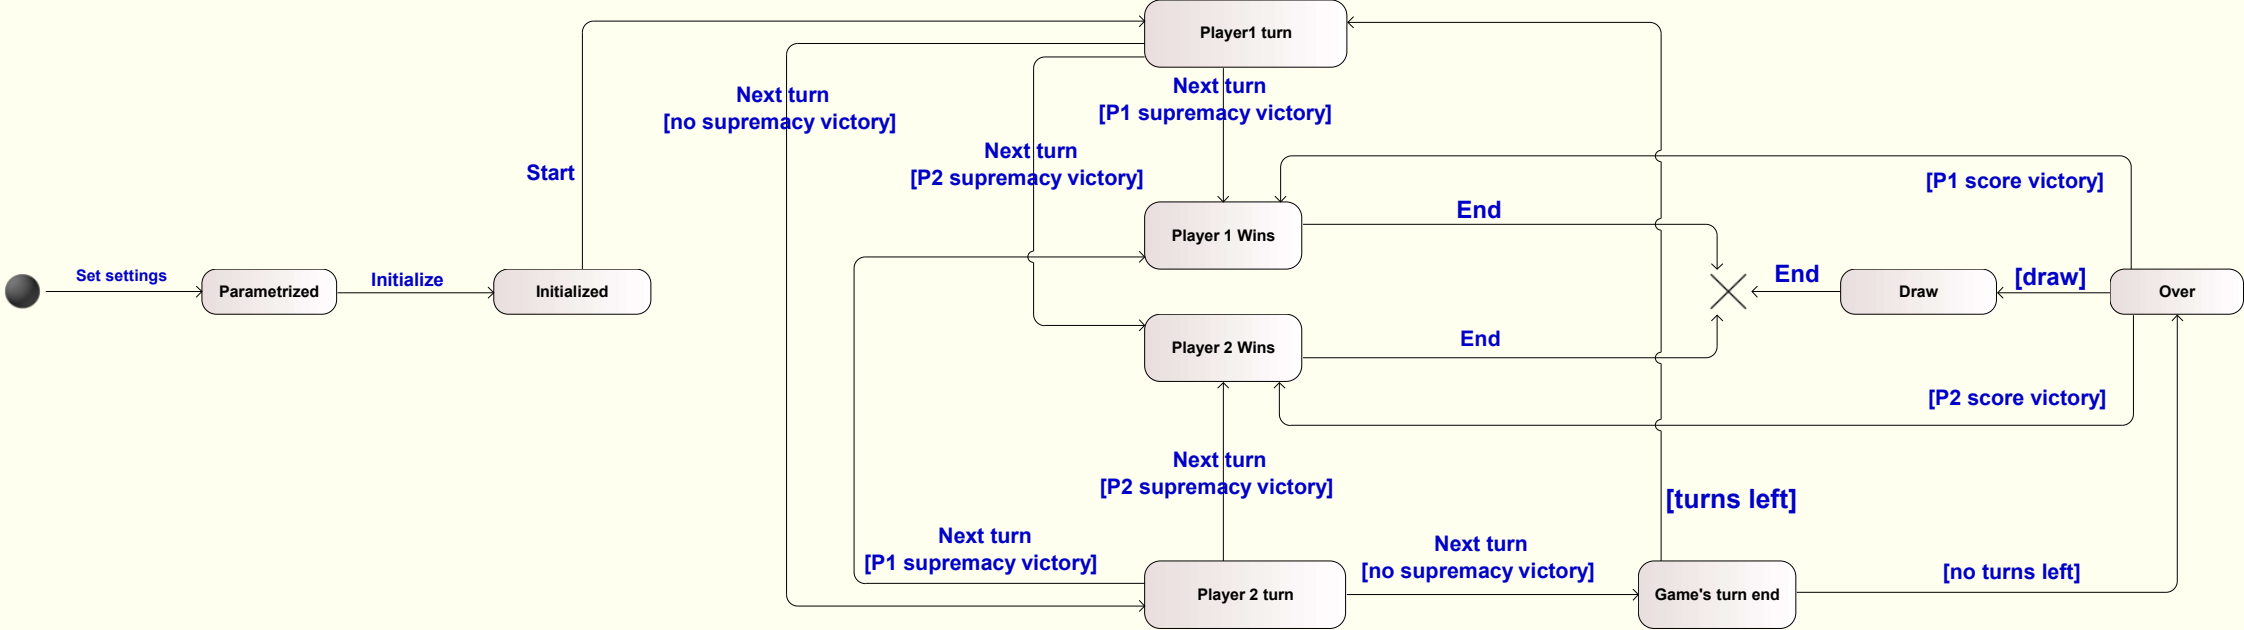 Player1 turn
Next turn
[no supremacy victory]
Next turn
[P1 supremacy victory]
Start
Next turn
[P2 supremacy victory]
[P1 score victory]
Player 1 Wins
End
Set settings
Parametrized
Initialize
Initialized
End
Draw
[draw]
Over
Player 2 Wins
End
[P2 score victory]
Next turn
[P2 supremacy victory]
[turns left]
Next turn
[P1 supremacy victory]
Player 2 turn
Next turn
[no supremacy victory]
Game's turn end
[no turns left]